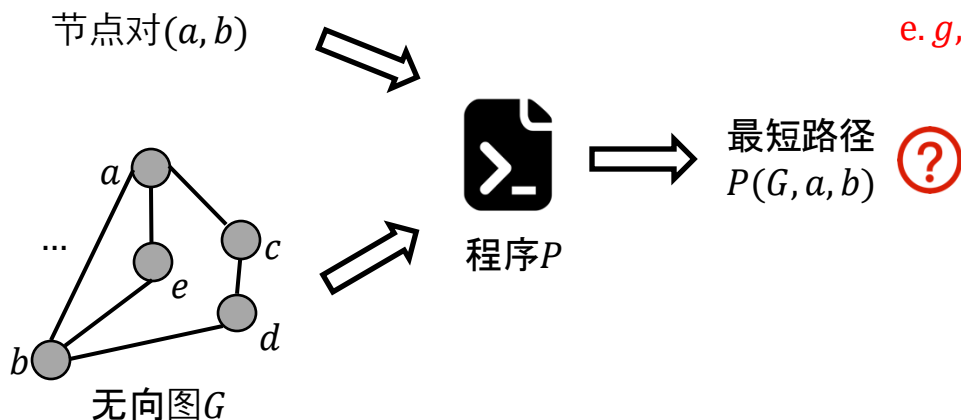 节点对(a, b)
e. g,
最短路径
P(G, a, b)
a
...
c
e
程序P
d
b
无向图G